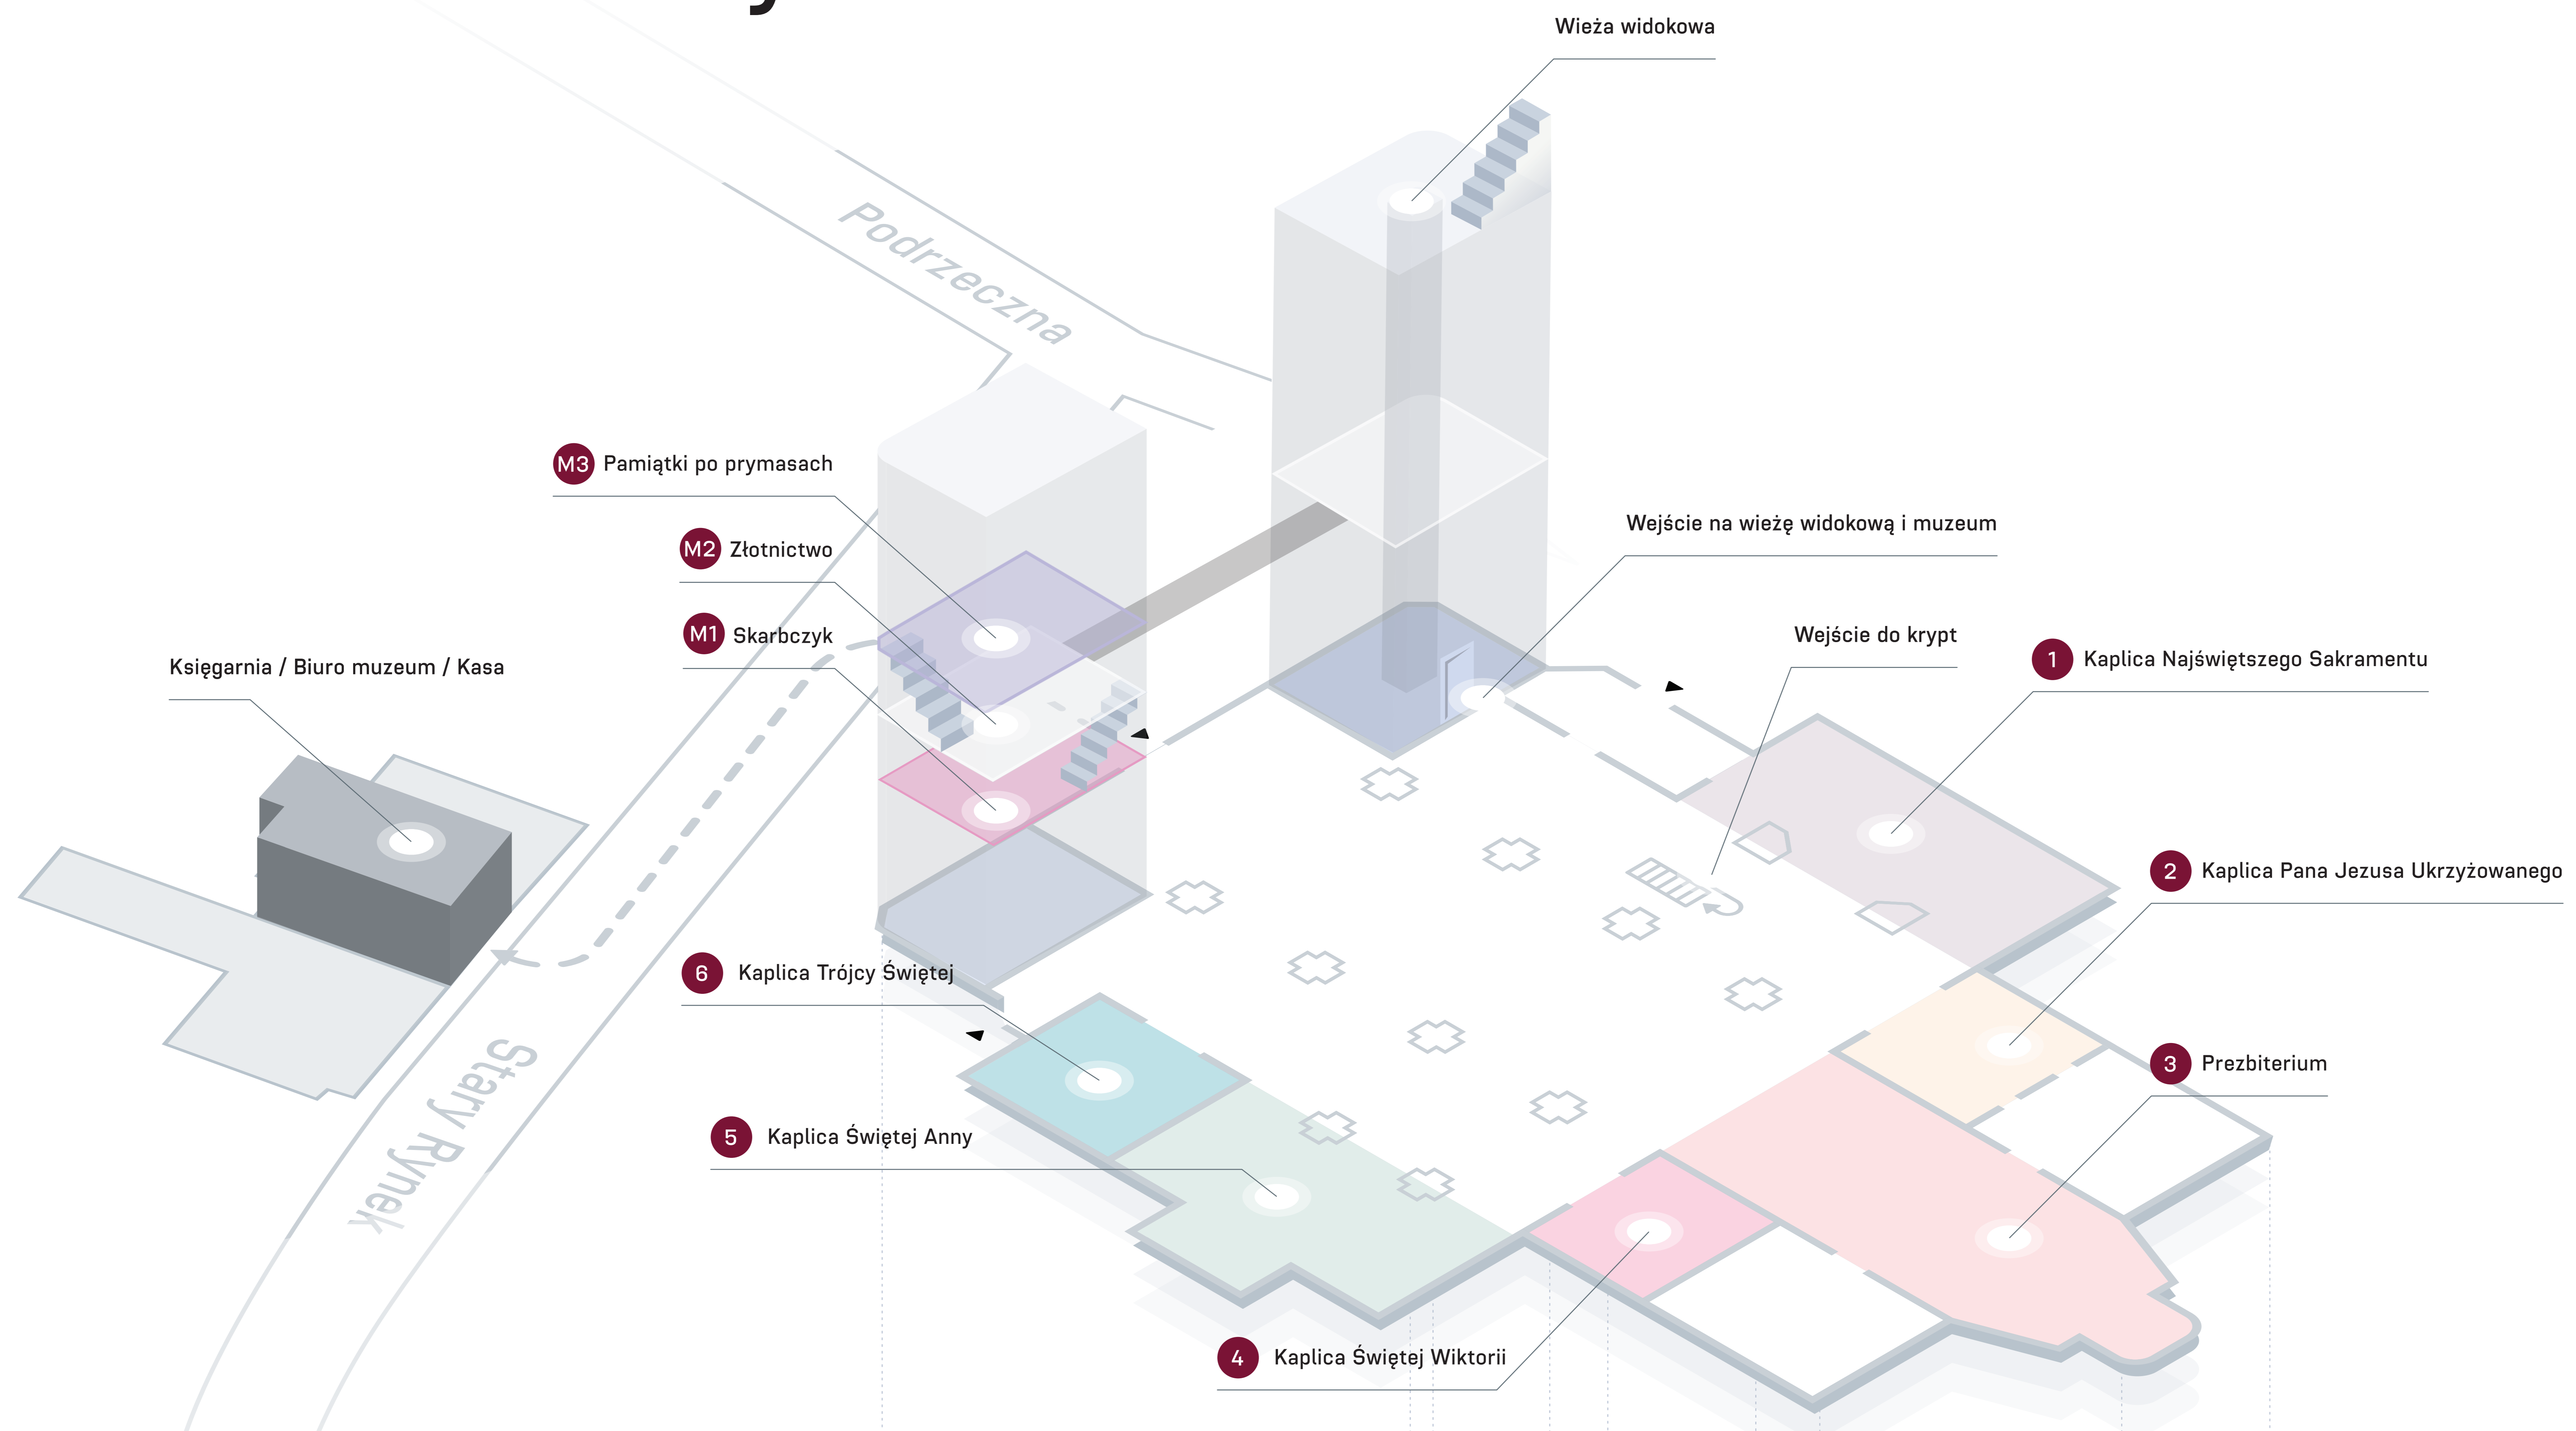 Wieża widokowa
Podrzeczna
M3 Pamiątki po prymasach
M2 Złotnictwo
M1 Skarbczyk
Wejście na wieżę widokową i muzeum
Wejście do krypt
1 Kaplica Najświętszego Sakramentu
Księgarnia / Biuro muzeum / Kasa
2 Kaplica Pana Jezusa Ukrzyżowanego
6 Kaplica Trójcy Świętej
3 Prezbiterium
Stary Rynek
5 Kaplica Świętej Anny
4 Kaplica Świętej Wiktorii